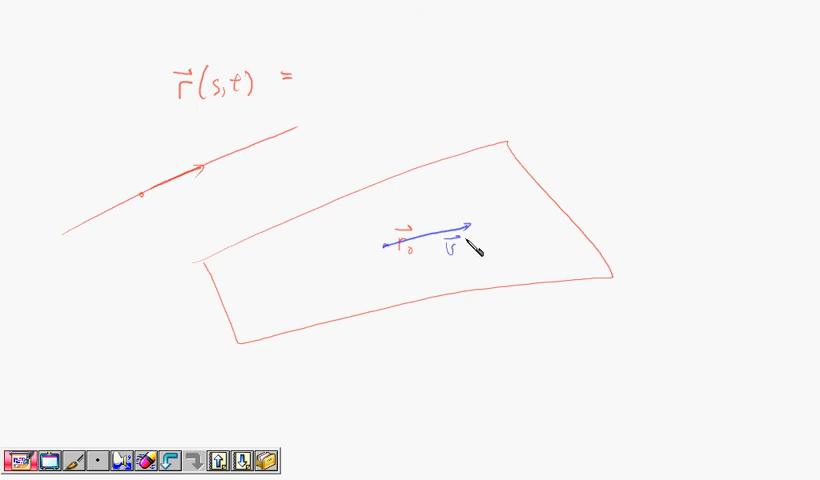 r⃗(s,t) =
r⃗₀ v⃗